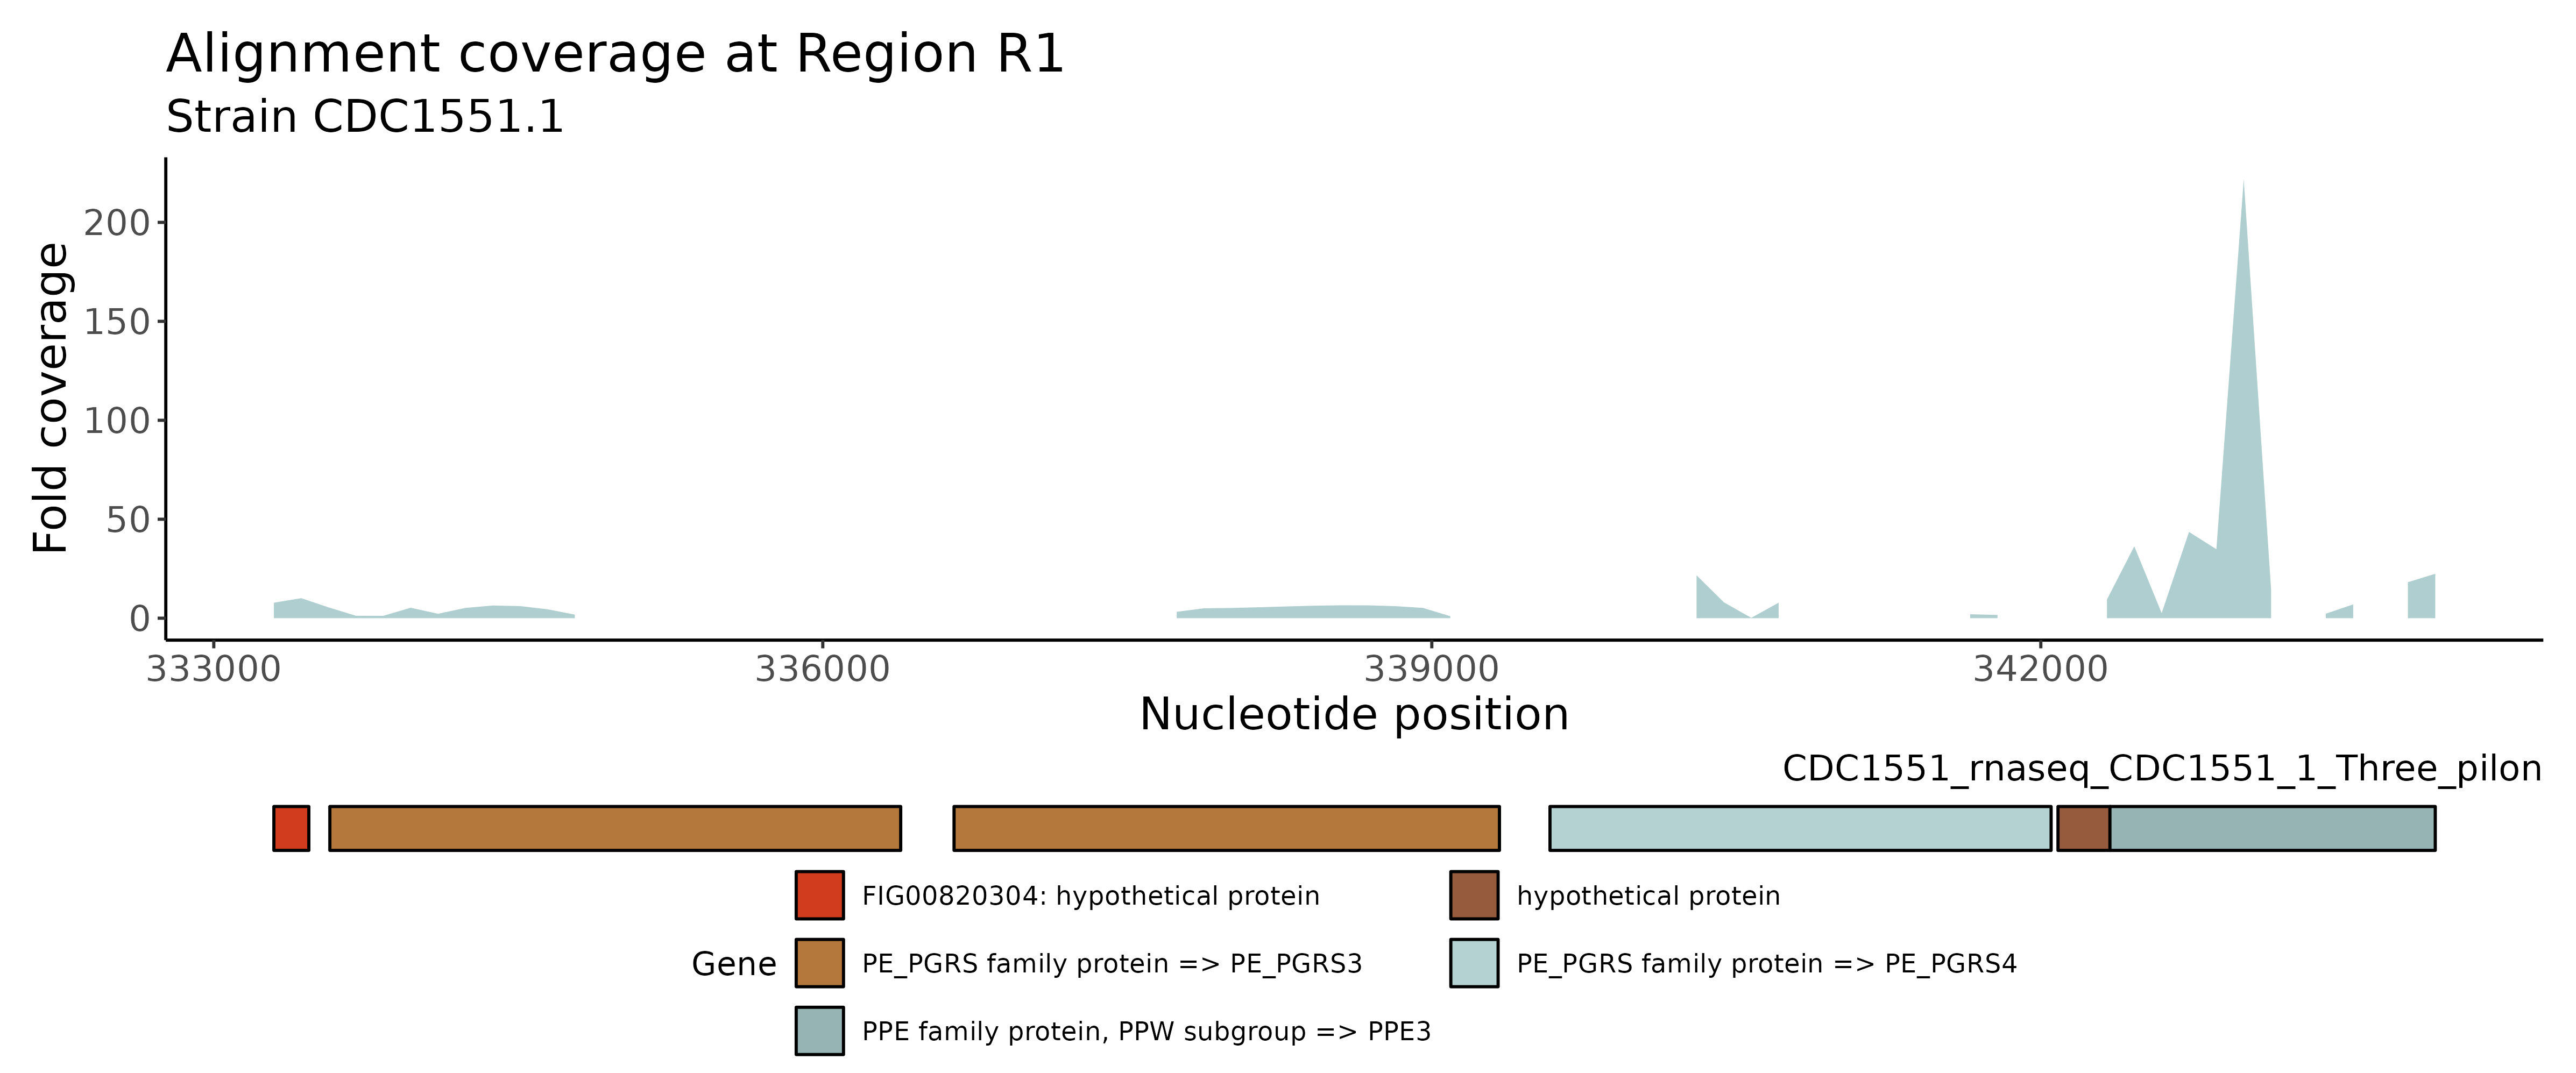 Alignment coverage at Region R1
Strain CDC1551.1
Fold coverage
200
150
100
50
0
333000 336000 339000 342000
Nucleotide position
CDC1551_rnaseq_CDC1551_1_Three_pilon
Gene
FIG00820304: hypothetical protein
hypothetical protein
PE_PGRS family protein => PE_PGRS3
PE_PGRS family protein => PE_PGRS4
PPE family protein, PPW subgroup => PPE3